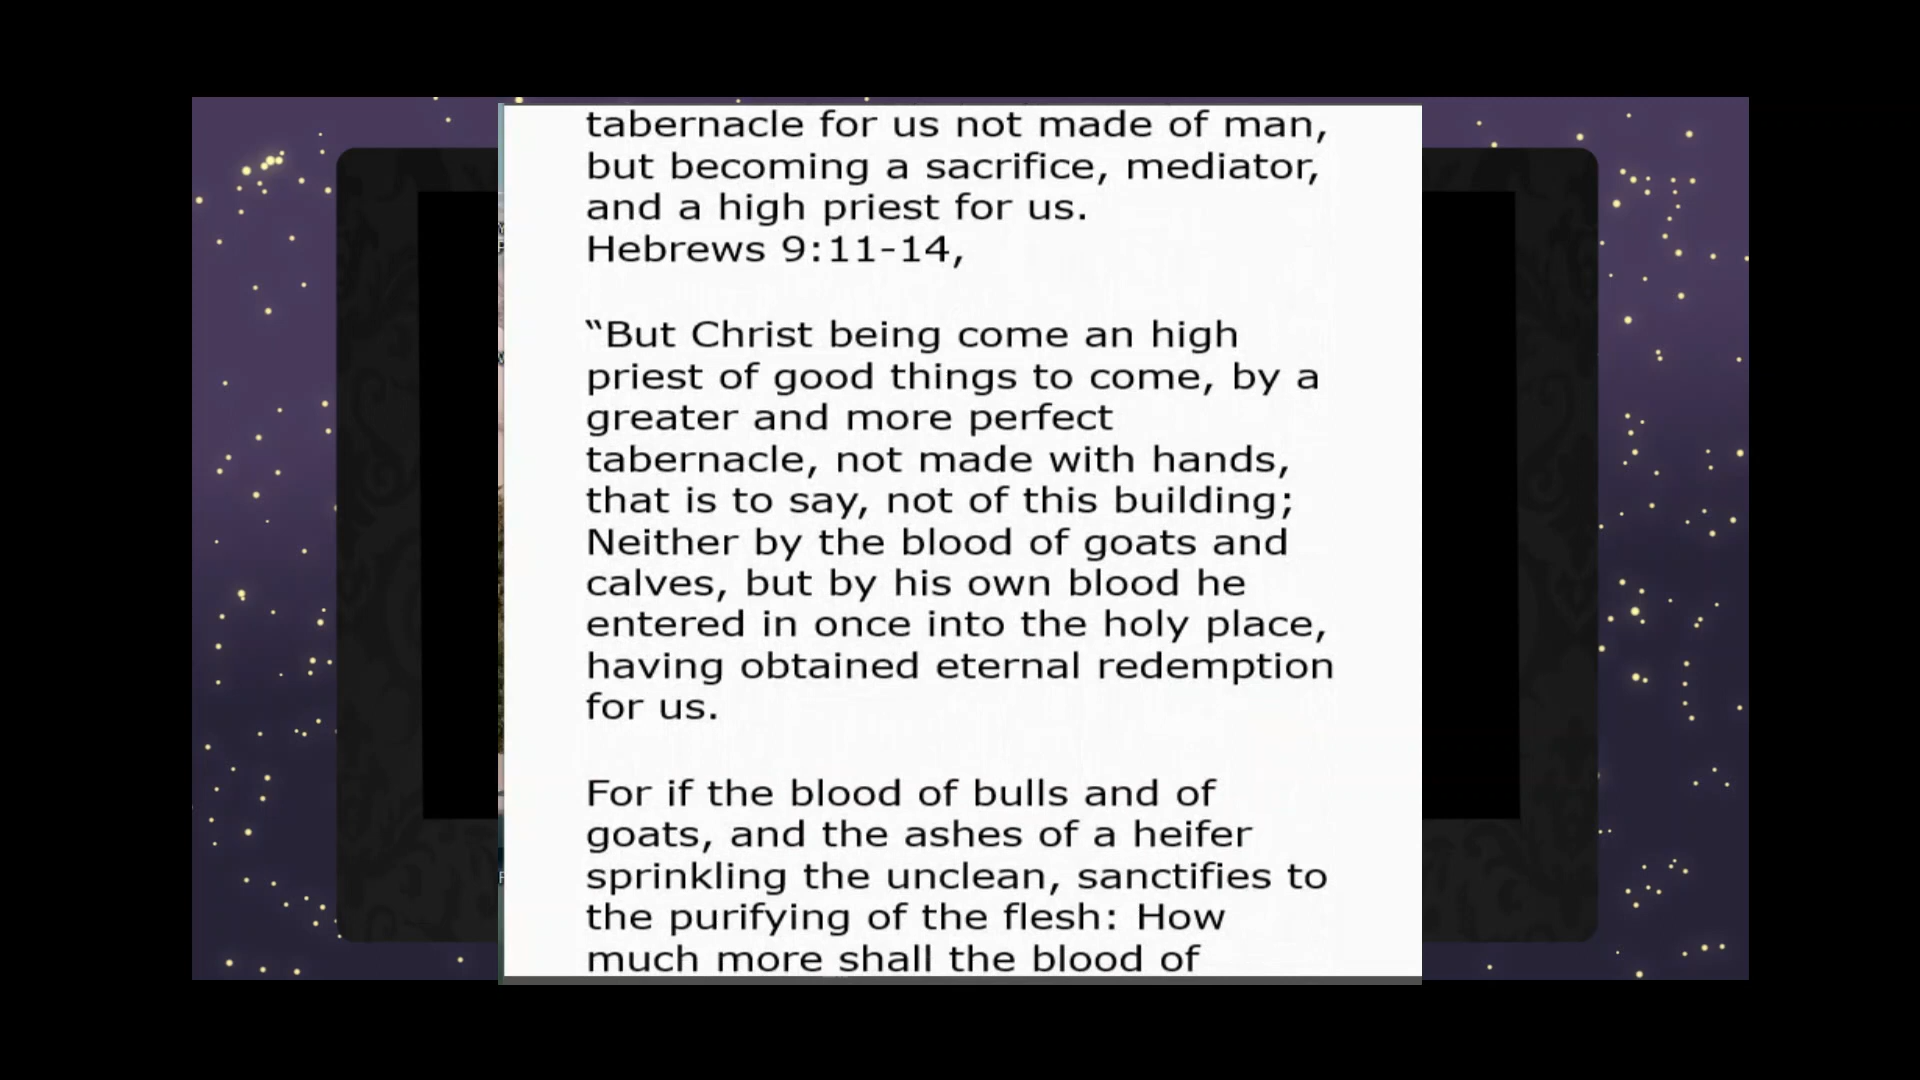 tabernacle for us not made of man,
but becoming a sacrifice, mediator,
and a high priest for us.
Hebrews 9:11-14,
“But Christ being come an high
priest of good things to come, by a
greater and more perfect
tabernacle, not made with hands,
that is to say, not of this building;
Neither by the blood of goats and
calves, but by his own blood he
entered in once into the holy place,
having obtained eternal redemption
for us.
For if the blood of bulls and of
goats, and the ashes of a heifer
sprinkling the unclean, sanctifies to
the purifying of the flesh: How
much more shall the blood of